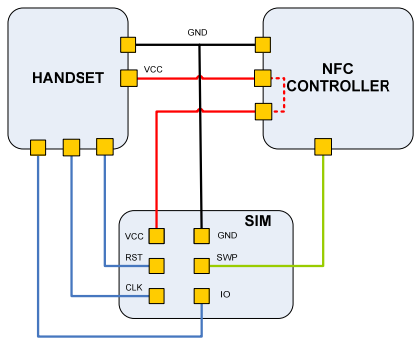 GND
HANDSET
VCC
NFC
CONTROLLER
SIM
VCC
GND
RST
SWP
CLK
IO